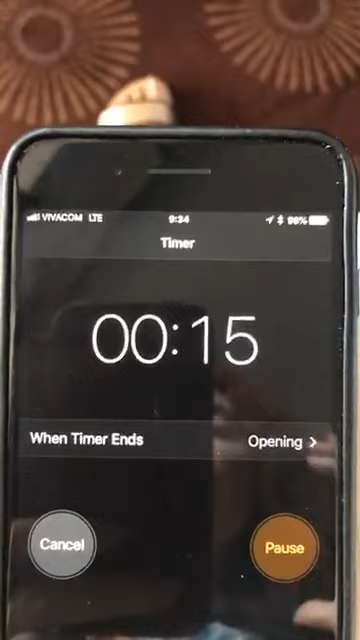 VIVACOM LTE 9:34 98%
Timer
00:15
When Timer Ends Opening
Cancel Pause